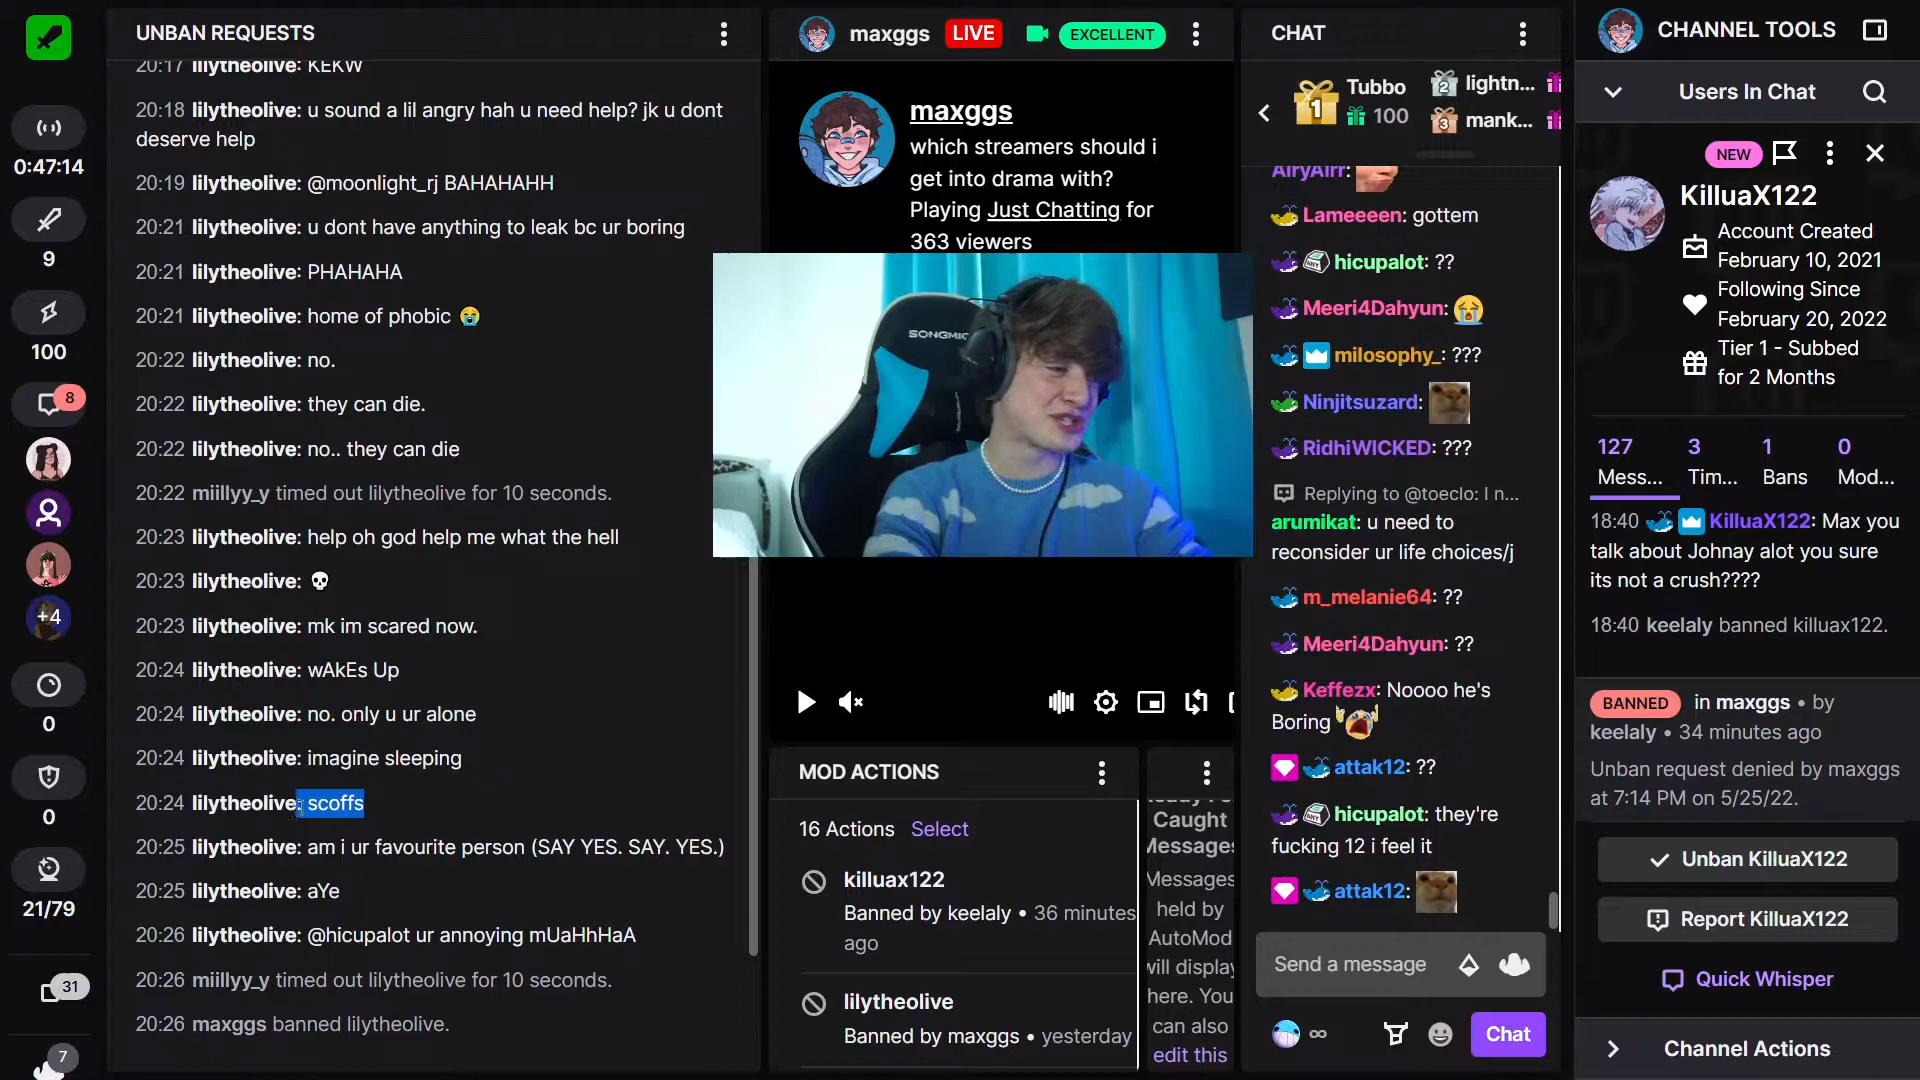 UNBAN REQUESTS
20:17 lilytheolive: KEKW
20:18 lilytheolive: u sound a lil angry hah u need help? jk u dont
deserve help
20:19 lilytheolive: @moonlight_rj BAHAHAHH
20:21 lilytheolive: u dont have anything to leak bc ur boring
20:21 lilytheolive: PHAHAHA
20:21 lilytheolive: home of phobic 😭
20:22 lilytheolive: no.
20:22 lilytheolive: they can die.
20:22 lilytheolive: no.. they can die
20:22 miillyy_y timed out lilytheolive for 10 seconds.
20:23 lilytheolive: help oh god help me what the hell
20:23 lilytheolive: 💀
20:23 lilytheolive: mk im scared now.
20:24 lilytheolive: wAkEs Up
20:24 lilytheolive: no. only u ur alone
20:24 lilytheolive: imagine sleeping
20:24 lilytheolive: scoffs
20:25 lilytheolive: am i ur favourite person (SAY YES. SAY. YES.)
20:25 lilytheolive: aYe
20:26 lilytheolive: @hicupalot ur annoying mUaHhHaA
20:26 miillyy_y timed out lilytheolive for 10 seconds.
20:26 maxggs banned lilytheolive.
0:47:14
9
100
8
+4
0
0
21/79
31
7
maxggs LIVE EXCELLENT
maxggs
which streamers should i
get into drama with?
Playing Just Chatting for
363 viewers
SONGMIC
MOD ACTIONS
16 Actions Select
killuax122
Banned by keelaly • 36 minutes
ago
lilytheolive
Banned by maxggs • yesterday
Caught
Messages
Messages
held by
AutoMod
will display
here. You
can also
edit this
CHAT
1 Tubbo
100
2 lightn...
3 mank...
AiryAirr:
Lameeeen: gottem
hicupalot: ??
Meeri4Dahyun: 😭
milosophy_: ???
Ninjitsuzard:
RidhiWICKED: ???
Replying to @toeclo: I n...
arumikat: u need to
reconsider ur life choices/j
m_melanie64: ??
Meeri4Dahyun: ??
Keffezx: Noooo he's
Boring
attak12: ??
hicupalot: they're
fucking 12 i feel it
attak12:
Send a message
∞
Chat
CHANNEL TOOLS
Users In Chat
NEW
KilluaX122
Account Created
February 10, 2021
Following Since
February 20, 2022
Tier 1 - Subbed
for 2 Months
127 3 1 0
Mess... Tim... Bans Mod...
18:40 KilluaX122: Max you
talk about Johnay alot you sure
its not a crush????
18:40 keelaly banned killuax122.
BANNED in maxggs • by
keelaly • 34 minutes ago
Unban request denied by maxggs
at 7:14 PM on 5/25/22.
Unban KilluaX122
Report KilluaX122
Quick Whisper
Channel Actions